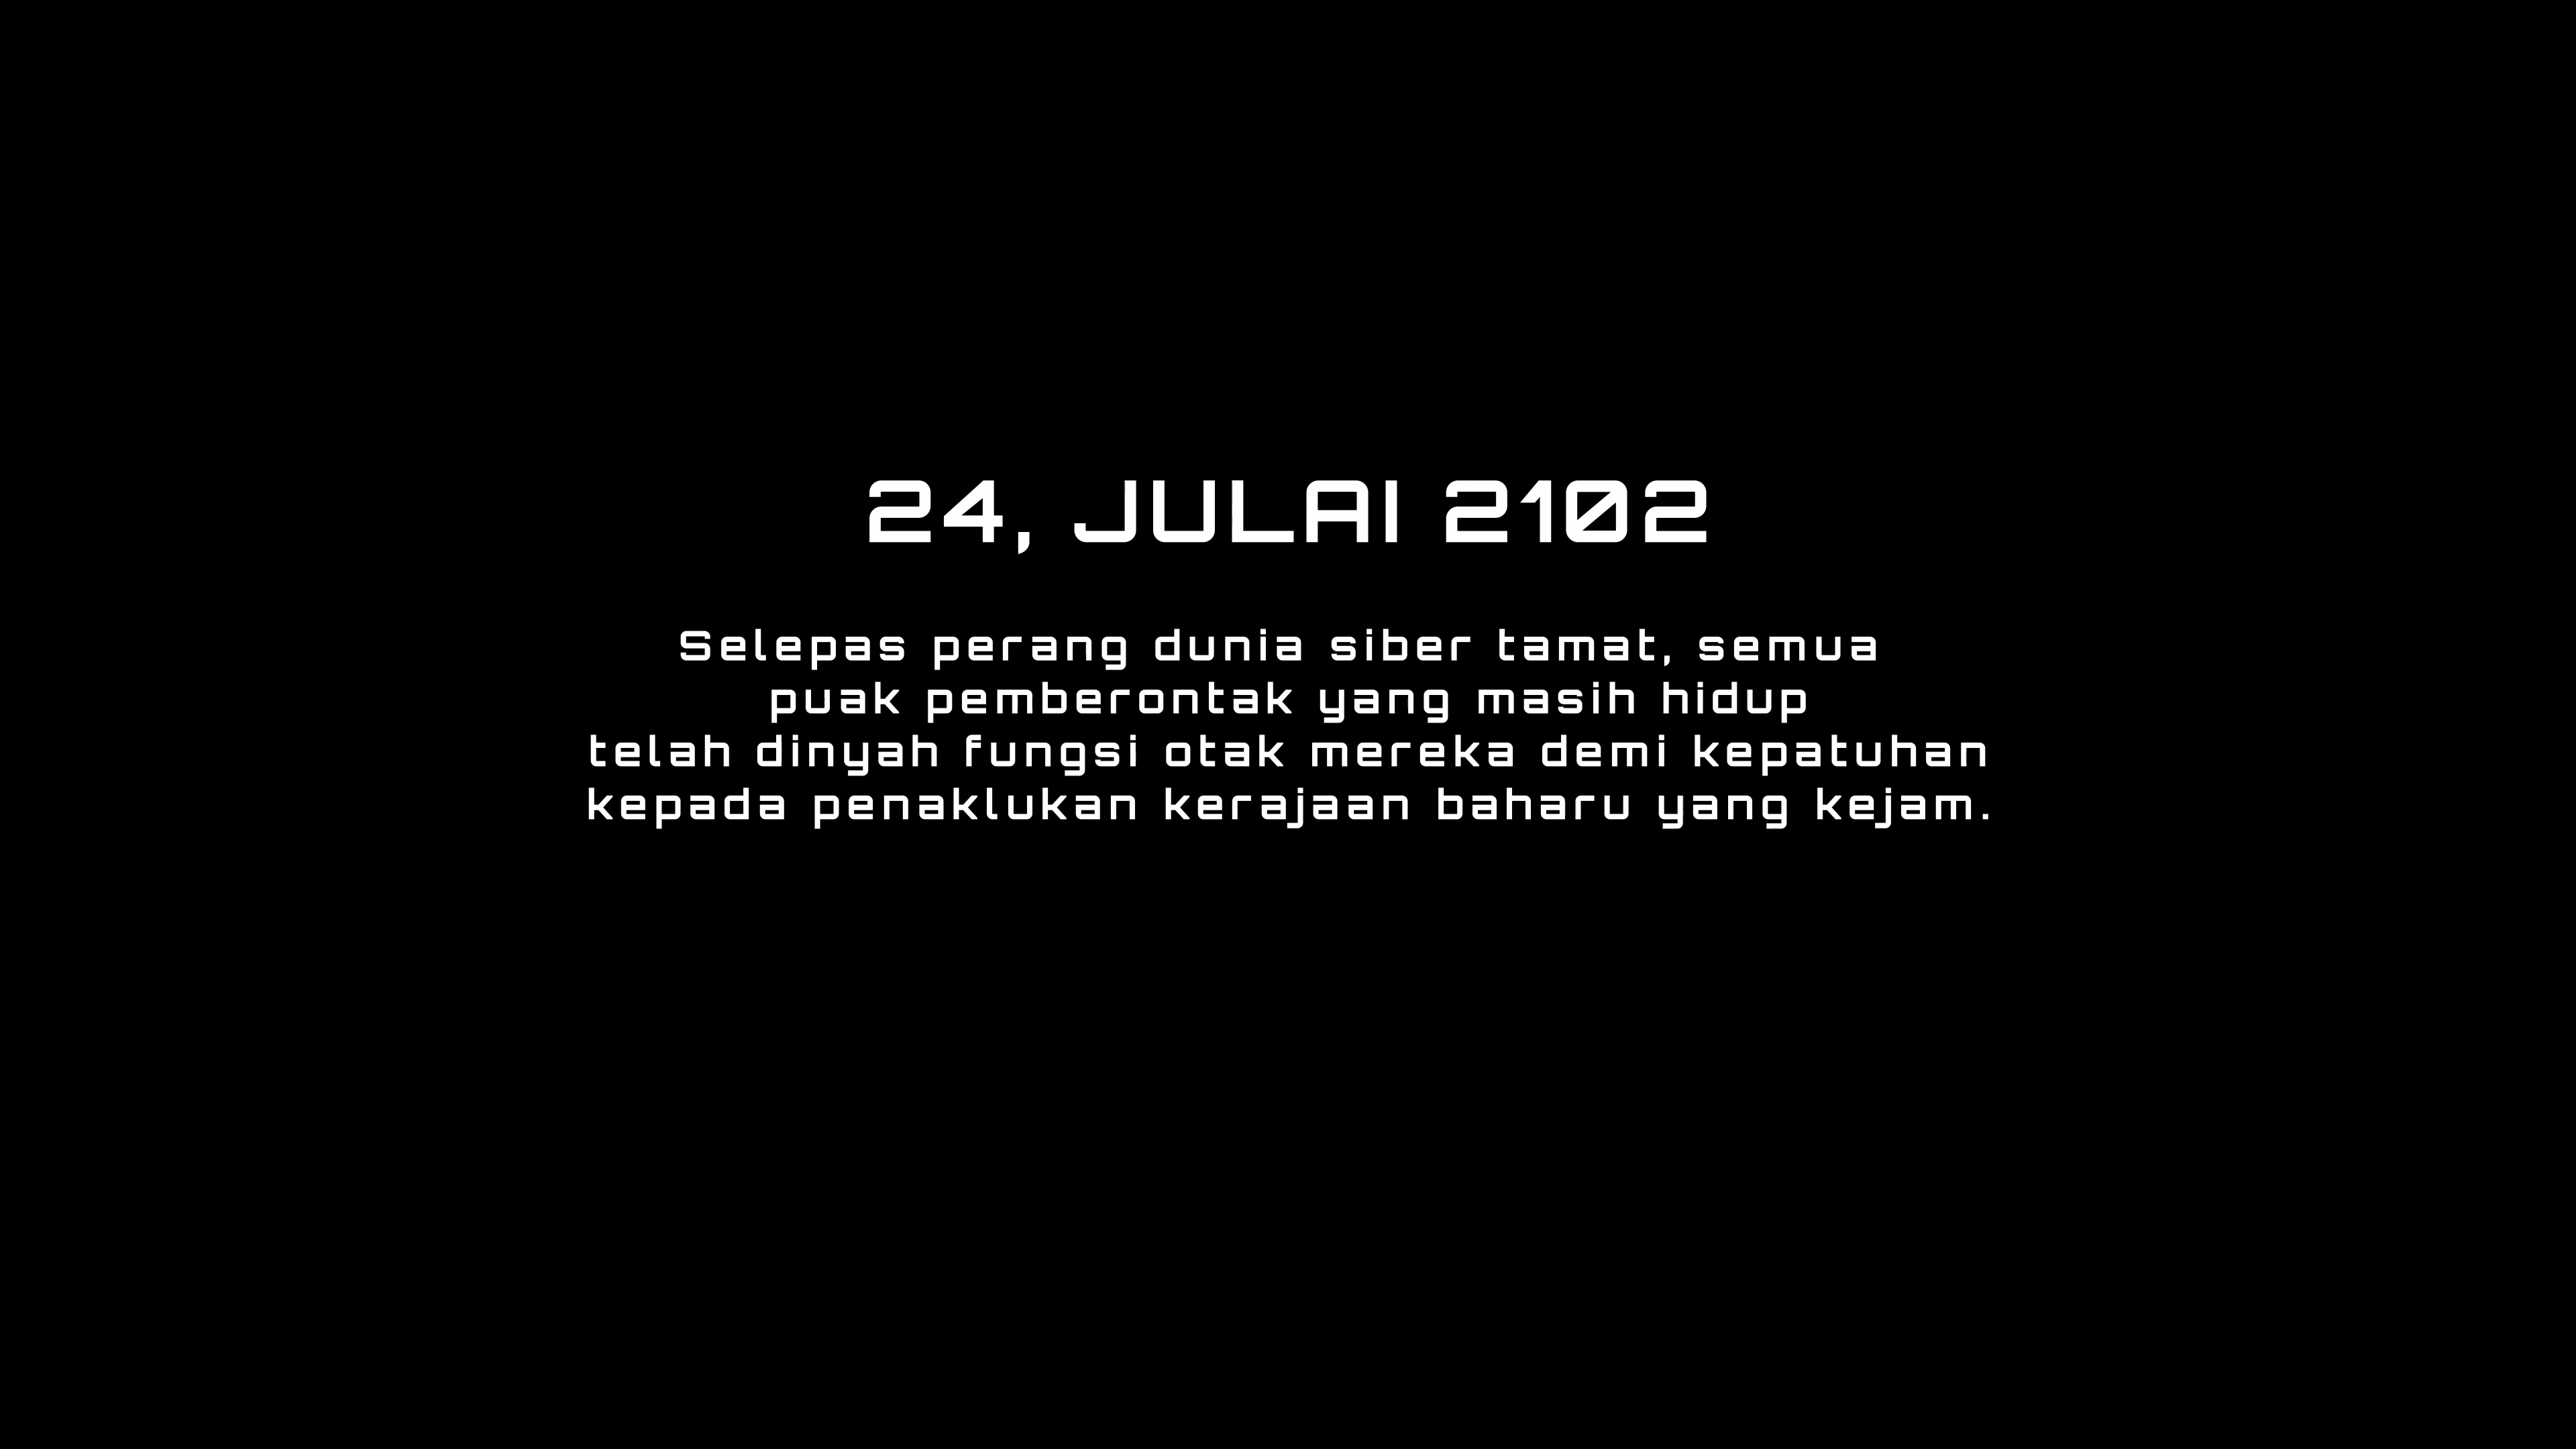 24, JULAI 2102
Selepas perang dunia siber tamat, semua
puak pemberontak yang masih hidup
telah dinyah fungsi otak mereka demi kepatuhan
kepada penaklukan kerajaan baharu yang kejam.